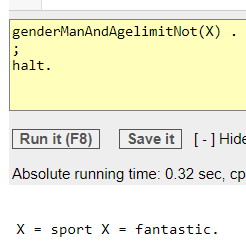 genderManAndAgelimitNot(X) .
;
halt.
Run it (F8) Save it [ - ] Hide
Absolute running time: 0.32 sec, cp
X = sport X = fantastic.